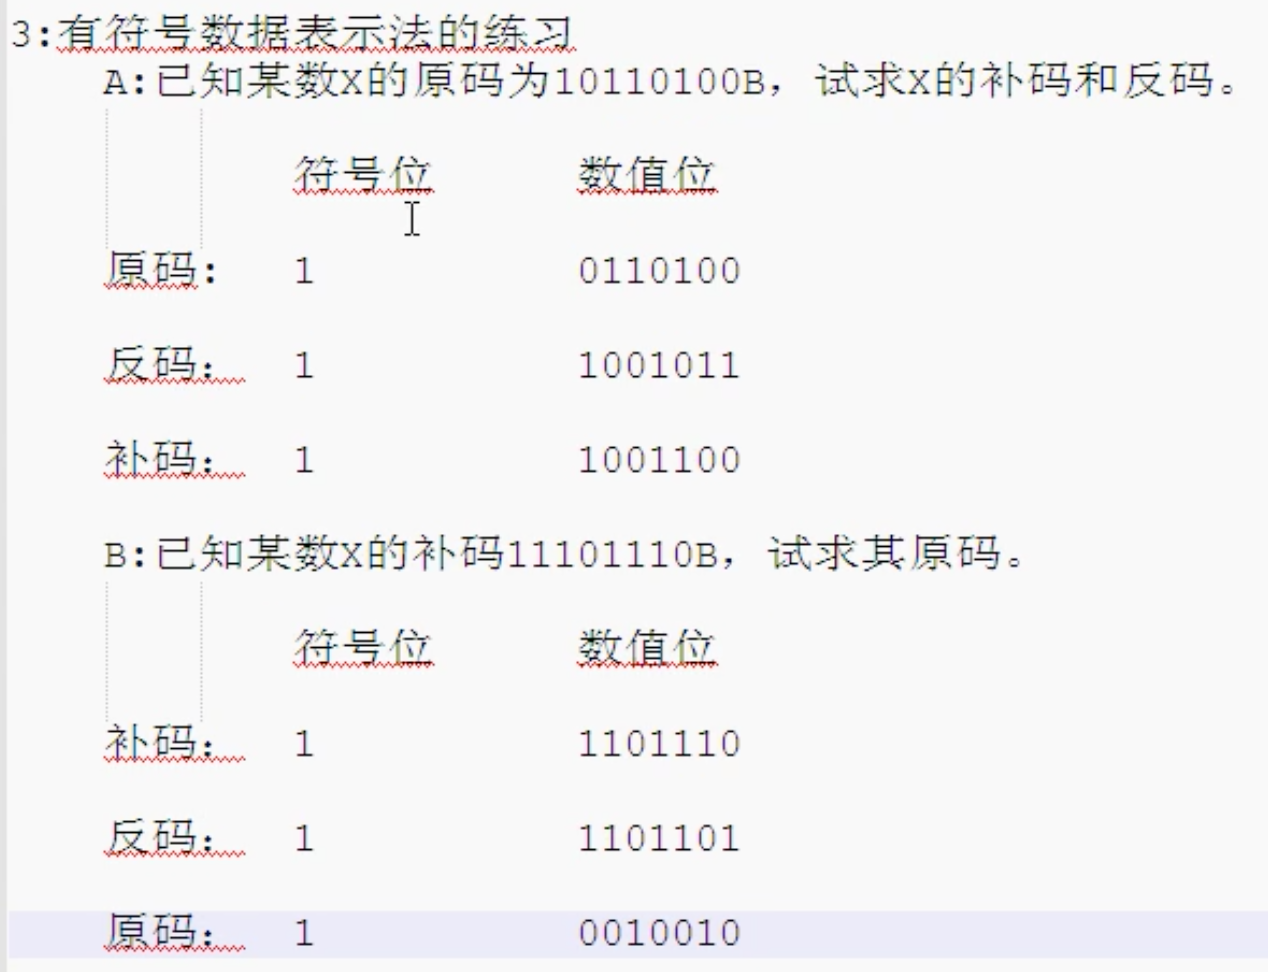 3:有符号数据表示法的练习
A:已知某数X的原码为10110100B，试求X的补码和反码。
符号位 数值位
原码: 1 0110100
反码： 1 1001011
补码： 1 1001100
B:已知某数X的补码11101110B，试求其原码。
符号位 数值位
补码： 1 1101110
反码： 1 1101101
原码： 1 0010010